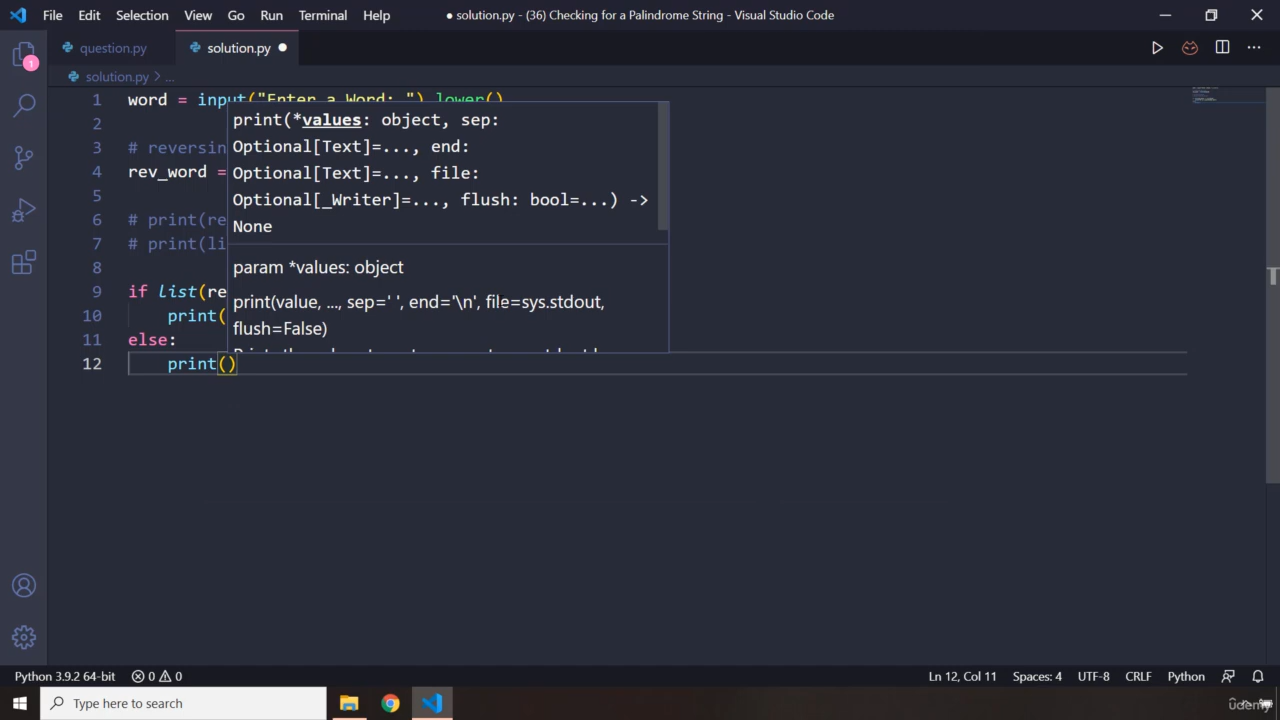 File Edit Selection View Go Run Terminal Help ● solution.py - (36) Checking for a Palindrome String - Visual Studio Code
question.py solution.py ●
solution.py > ...
1 word = input("Enter a Word: ").lower()
2
3 # reversin
4 rev_word =
5
6 # print(re
7 # print(li
8
9 if list(re
10 print(
11 else:
12 print()
print(*values: object, sep:
Optional[Text]=..., end:
Optional[Text]=..., file:
Optional[_Writer]=..., flush: bool=...) ->
None
param *values: object
print(value, ..., sep=' ', end='\n', file=sys.stdout,
flush=False)
1
Python 3.9.2 64-bit 0 0 Ln 12, Col 11 Spaces: 4 UTF-8 CRLF Python
Type here to search
udemy